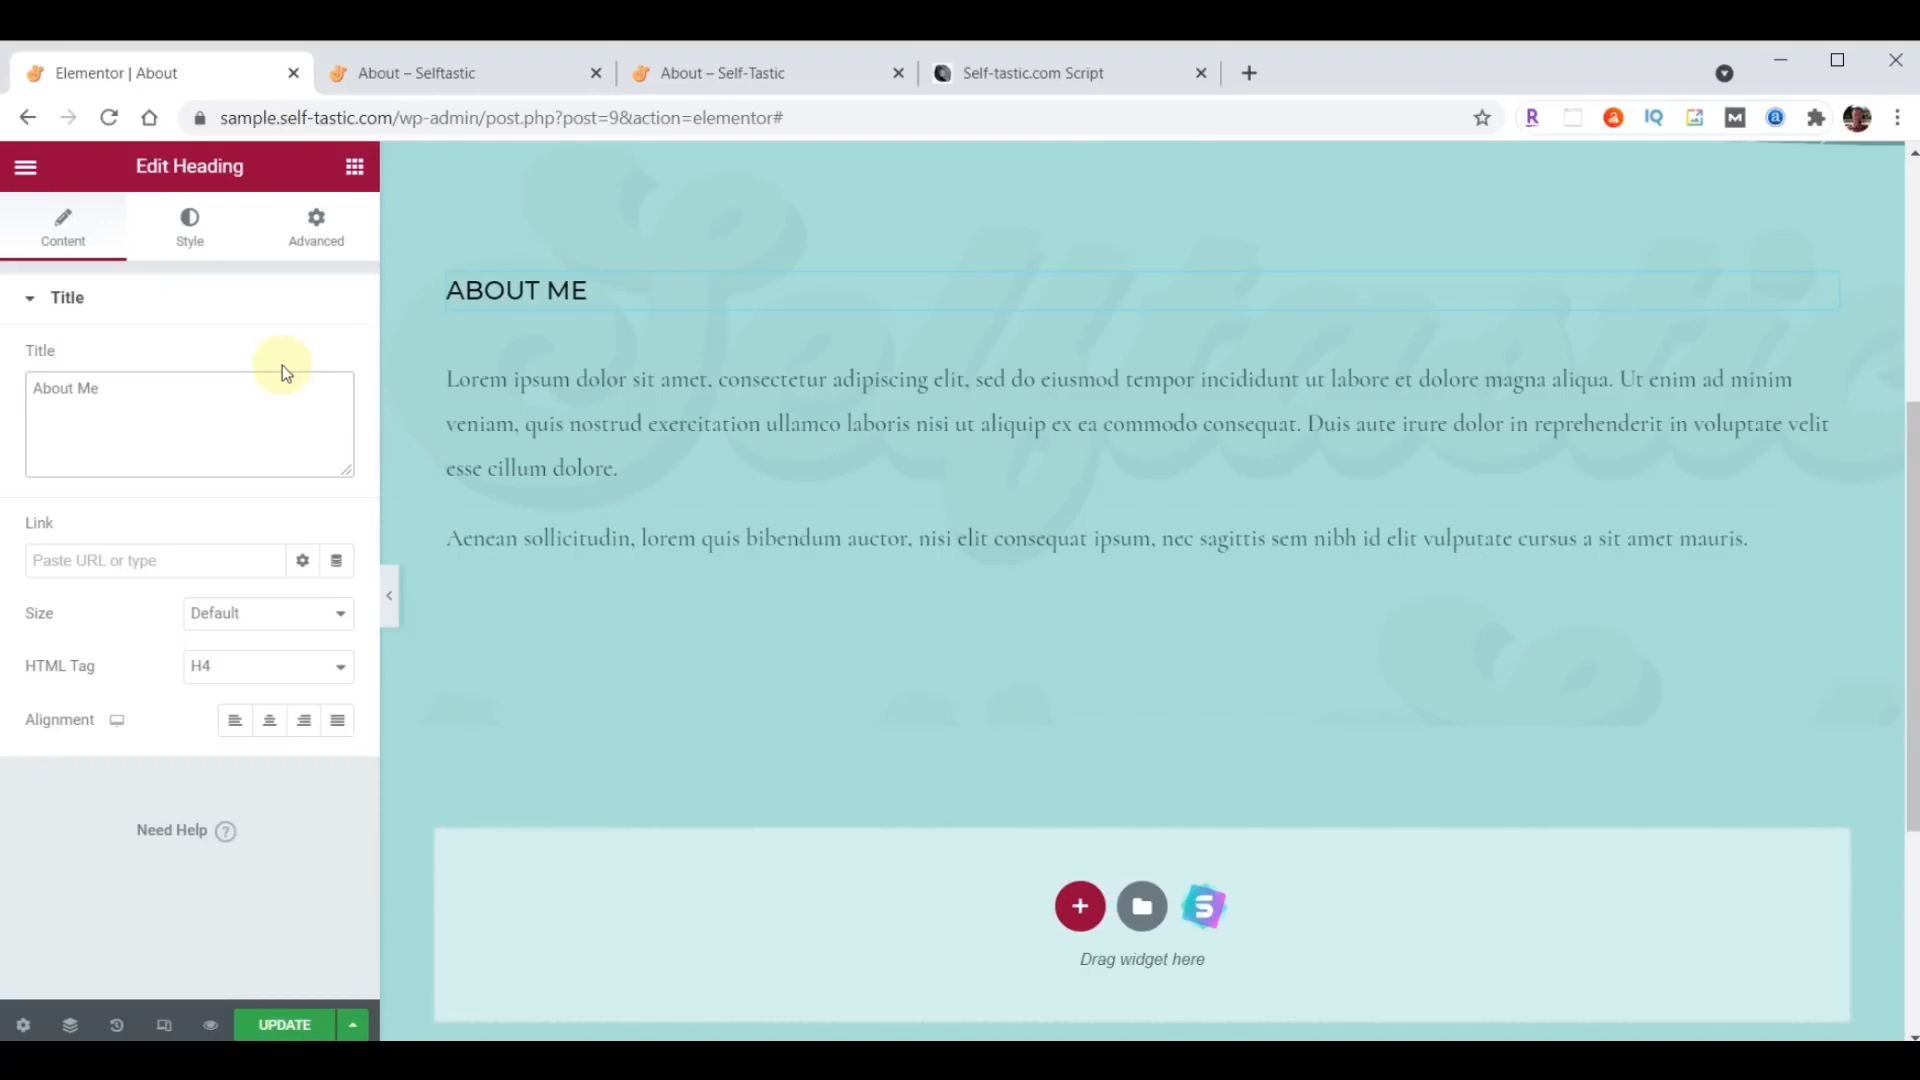 Elementor | About
About – Selftastic
About – Self-Tastic
Self-tastic.com Script
sample.self-tastic.com/wp-admin/post.php?post=9&action=elementor#
R
IQ
M
a
Edit Heading
Content
Style
Advanced
Title
Title
About Me
Link
Paste URL or type
Size
Default
HTML Tag
H4
Alignment
Need Help ?
UPDATE
Selftastic
ABOUT ME
Lorem ipsum dolor sit amet, consectetur adipiscing elit, sed do eiusmod tempor incididunt ut labore et dolore magna aliqua. Ut enim ad minim
veniam, quis nostrud exercitation ullamco laboris nisi ut aliquip ex ea commodo consequat. Duis aute irure dolor in reprehenderit in voluptate velit
esse cillum dolore.
Aenean sollicitudin, lorem quis bibendum auctor, nisi elit consequat ipsum, nec sagittis sem nibh id elit vulputate cursus a sit amet mauris.
S
Drag widget here